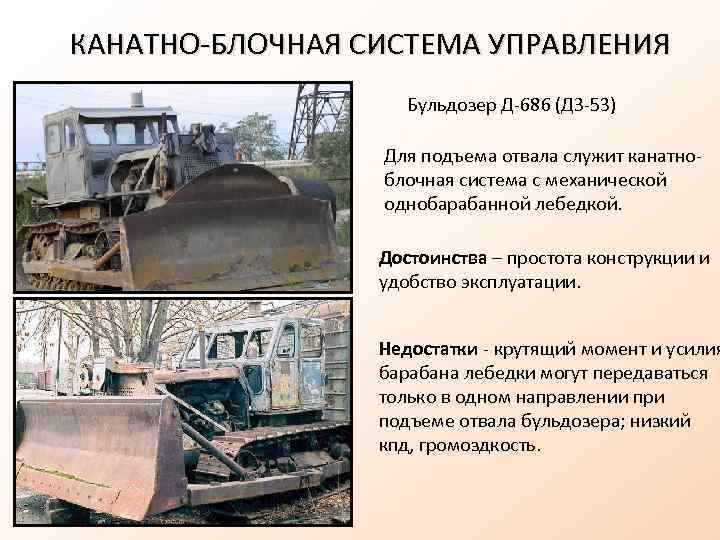 КАНАТНО-БЛОЧНАЯ СИСТЕМА УПРАВЛЕНИЯ
Бульдозер Д-686 (ДЗ-53)
Для подъема отвала служит канатно-
блочная система с механической
однобарабанной лебедкой.
Достоинства – простота конструкции и
удобство эксплуатации.
Недостатки - крутящий момент и усилия
барабана лебедки могут передаваться
только в одном направлении при
подъеме отвала бульдозера; низкий
кпд, громоздкость.